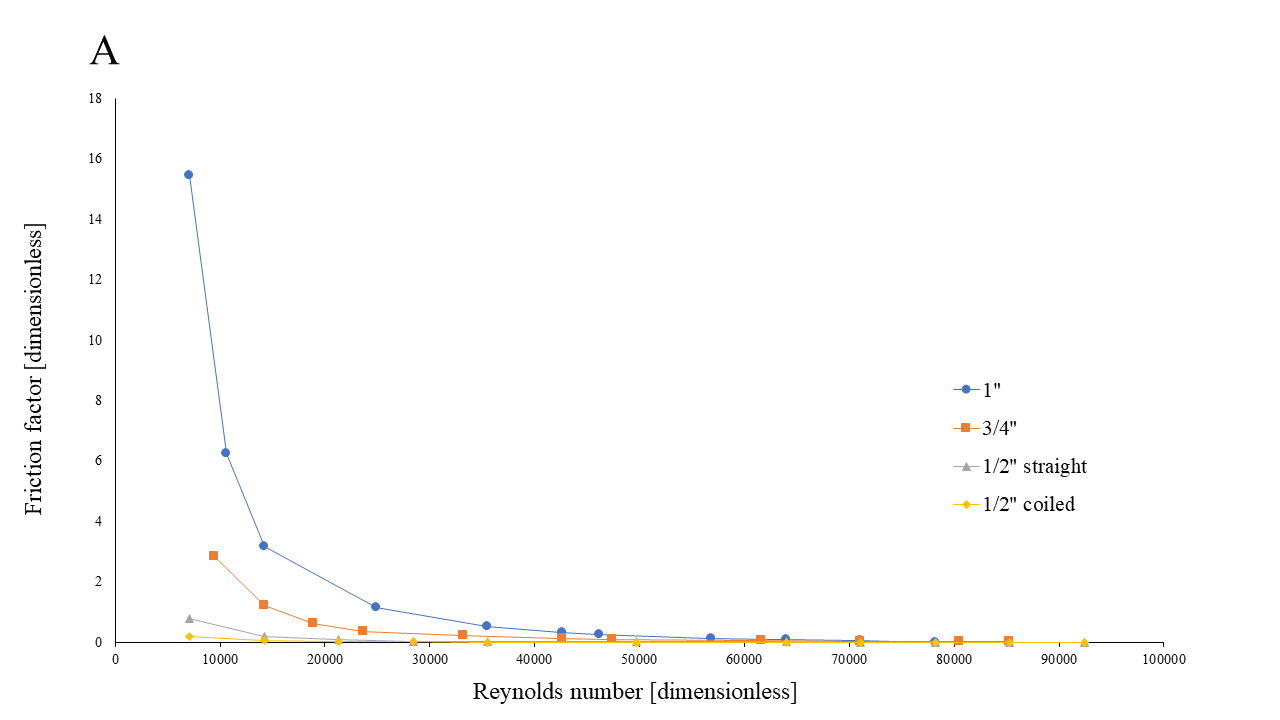 A
18
16
14
12
10
8
6
4
2
0
0 10000 20000 30000 40000 50000 60000 70000 80000 90000 100000
Friction factor [dimensionless]
Reynolds number [dimensionless]
1"
3/4"
1/2" straight
1/2" coiled